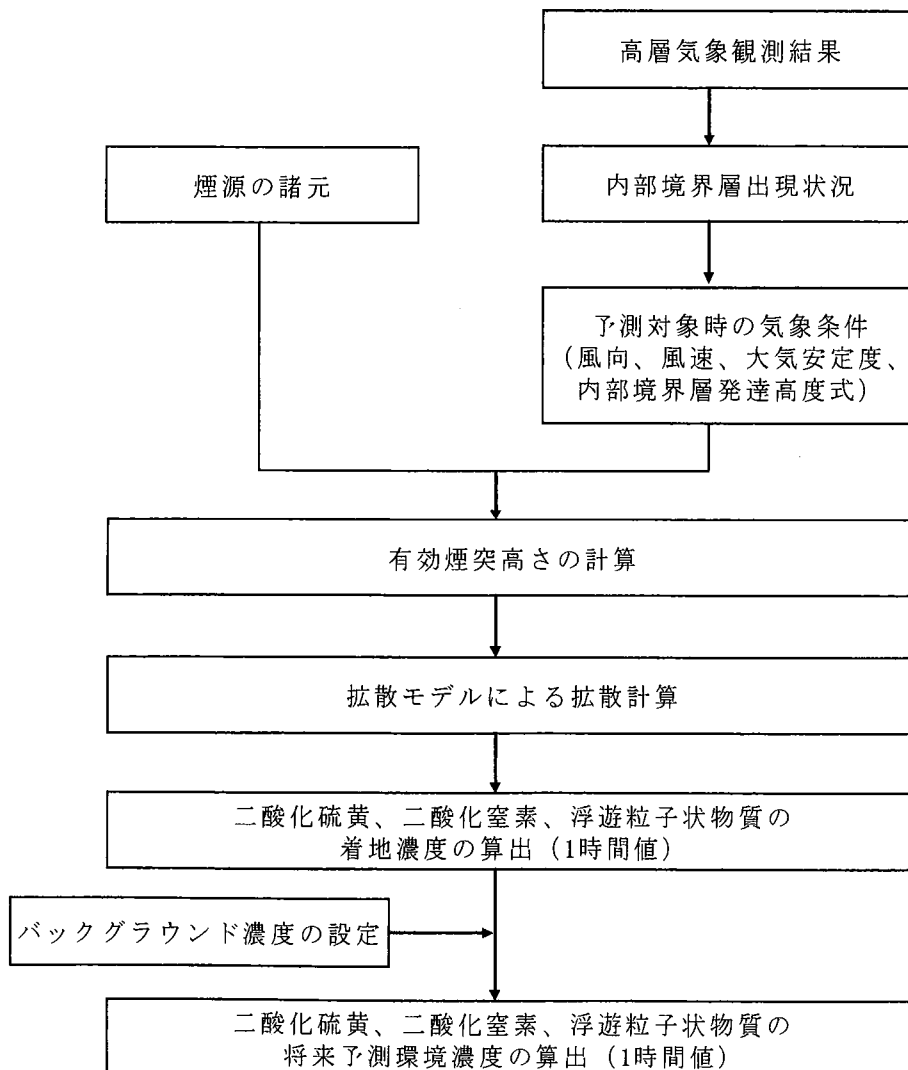 高層気象観測結果
煙源の諸元
内部境界層出現状況
予測対象時の気象条件
(風向、風速、大気安定度、
内部境界層発達高度式)
有効煙突高さの計算
拡散モデルによる拡散計算
二酸化硫黄、二酸化窒素、浮遊粒子状物質の
着地濃度の算出(1時間値)
バックグラウンド濃度の設定
二酸化硫黄、二酸化窒素、浮遊粒子状物質の
将来予測環境濃度の算出(1時間値)